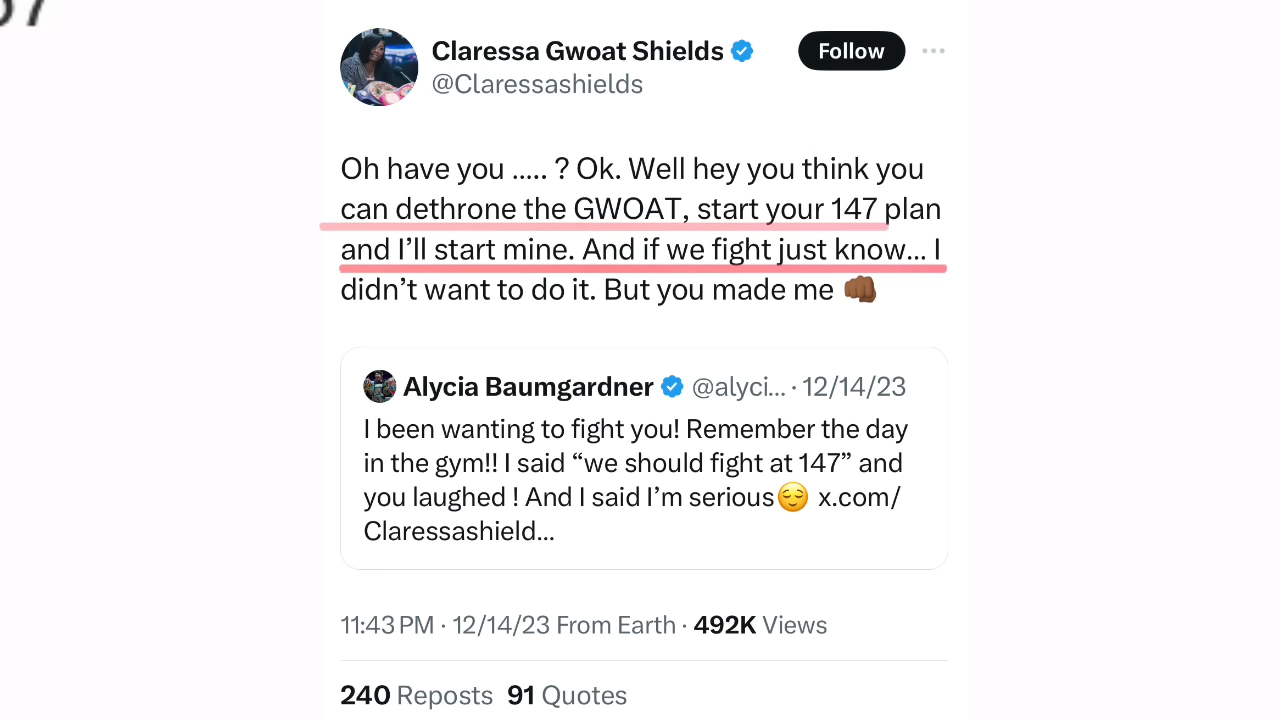 Claressa Gwoat Shields
Follow
@Claressashields
Oh have you ..... ? Ok. Well hey you think you
can dethrone the GWOAT, start your 147 plan
and I’ll start mine. And if we fight just know... I
didn’t want to do it. But you made me 👊🏾
Alycia Baumgardner @alyci... · 12/14/23
I been wanting to fight you! Remember the day
in the gym!! I said “we should fight at 147” and
you laughed ! And I said I’m serious😌 x.com/
Claressashield...
11:43 PM · 12/14/23 From Earth · 492K Views
240 Reposts 91 Quotes